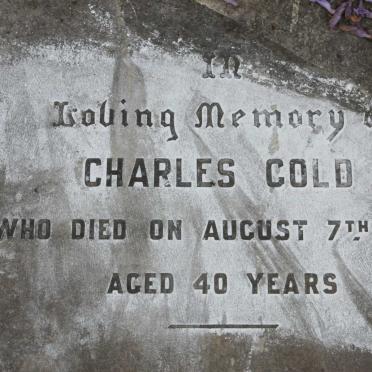 In
Loving Memory o
CHARLES GOLD
WHO DIED ON AUGUST 7TH
AGED 40 YEARS